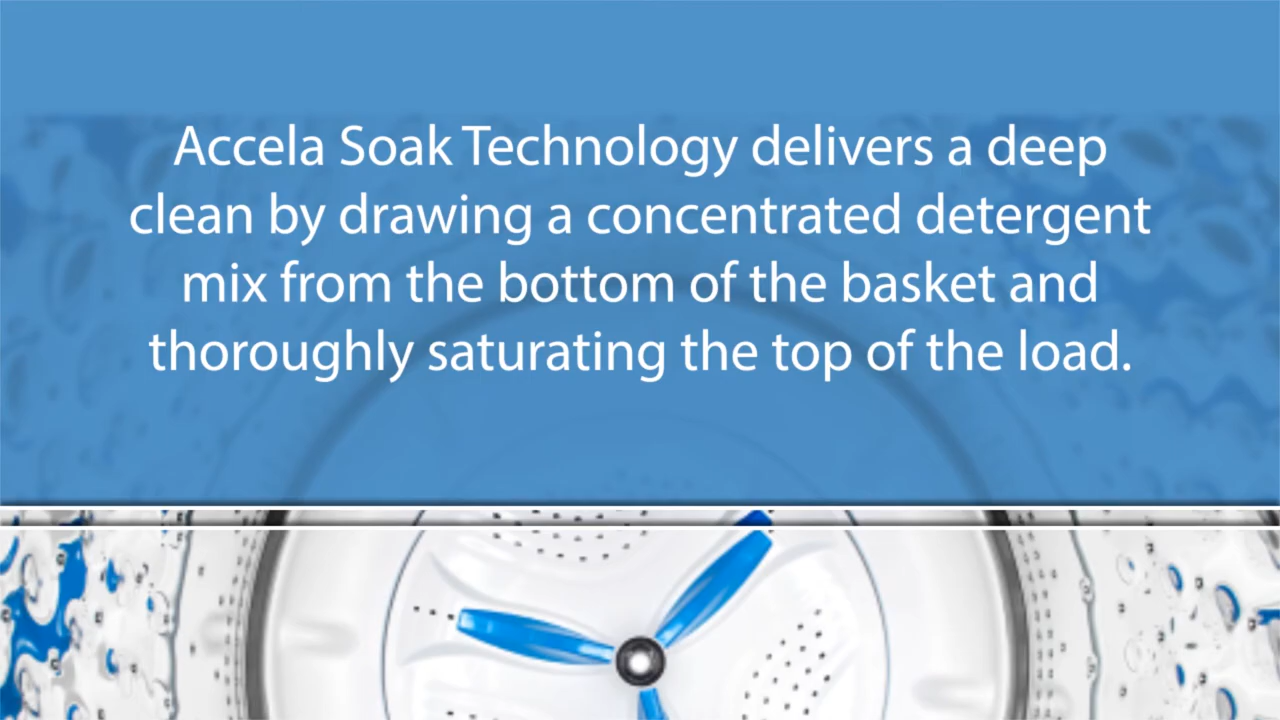 Accela Soak Technology delivers a deep
clean by drawing a concentrated detergent
mix from the bottom of the basket and
thoroughly saturating the top of the load.